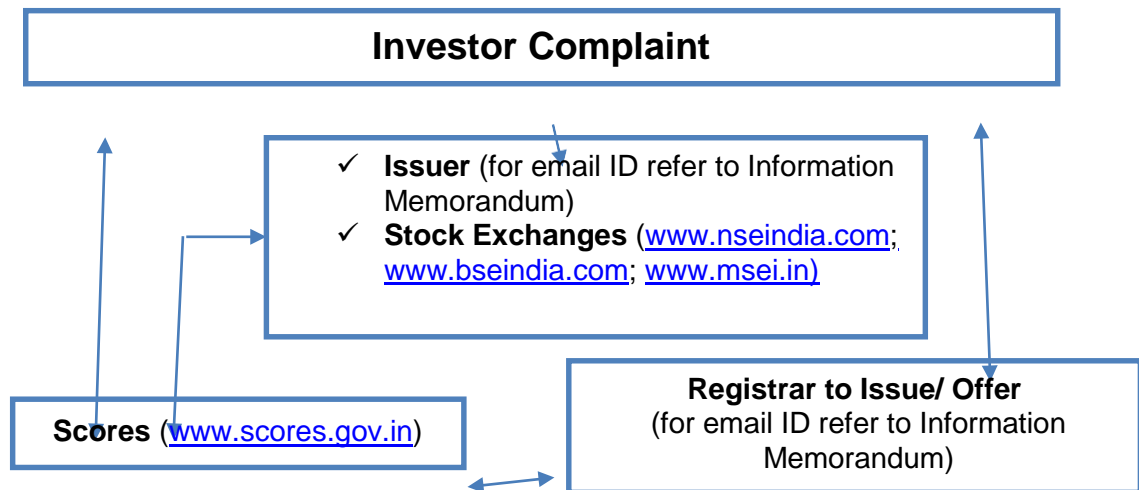 Investor Complaint
✓ Issuer (for email ID refer to Information
Memorandum)
✓ Stock Exchanges (www.nseindia.com;
www.bseindia.com; www.msei.in)
Registrar to Issue/ Offer
(for email ID refer to Information
Memorandum)
Scores (www.scores.gov.in)